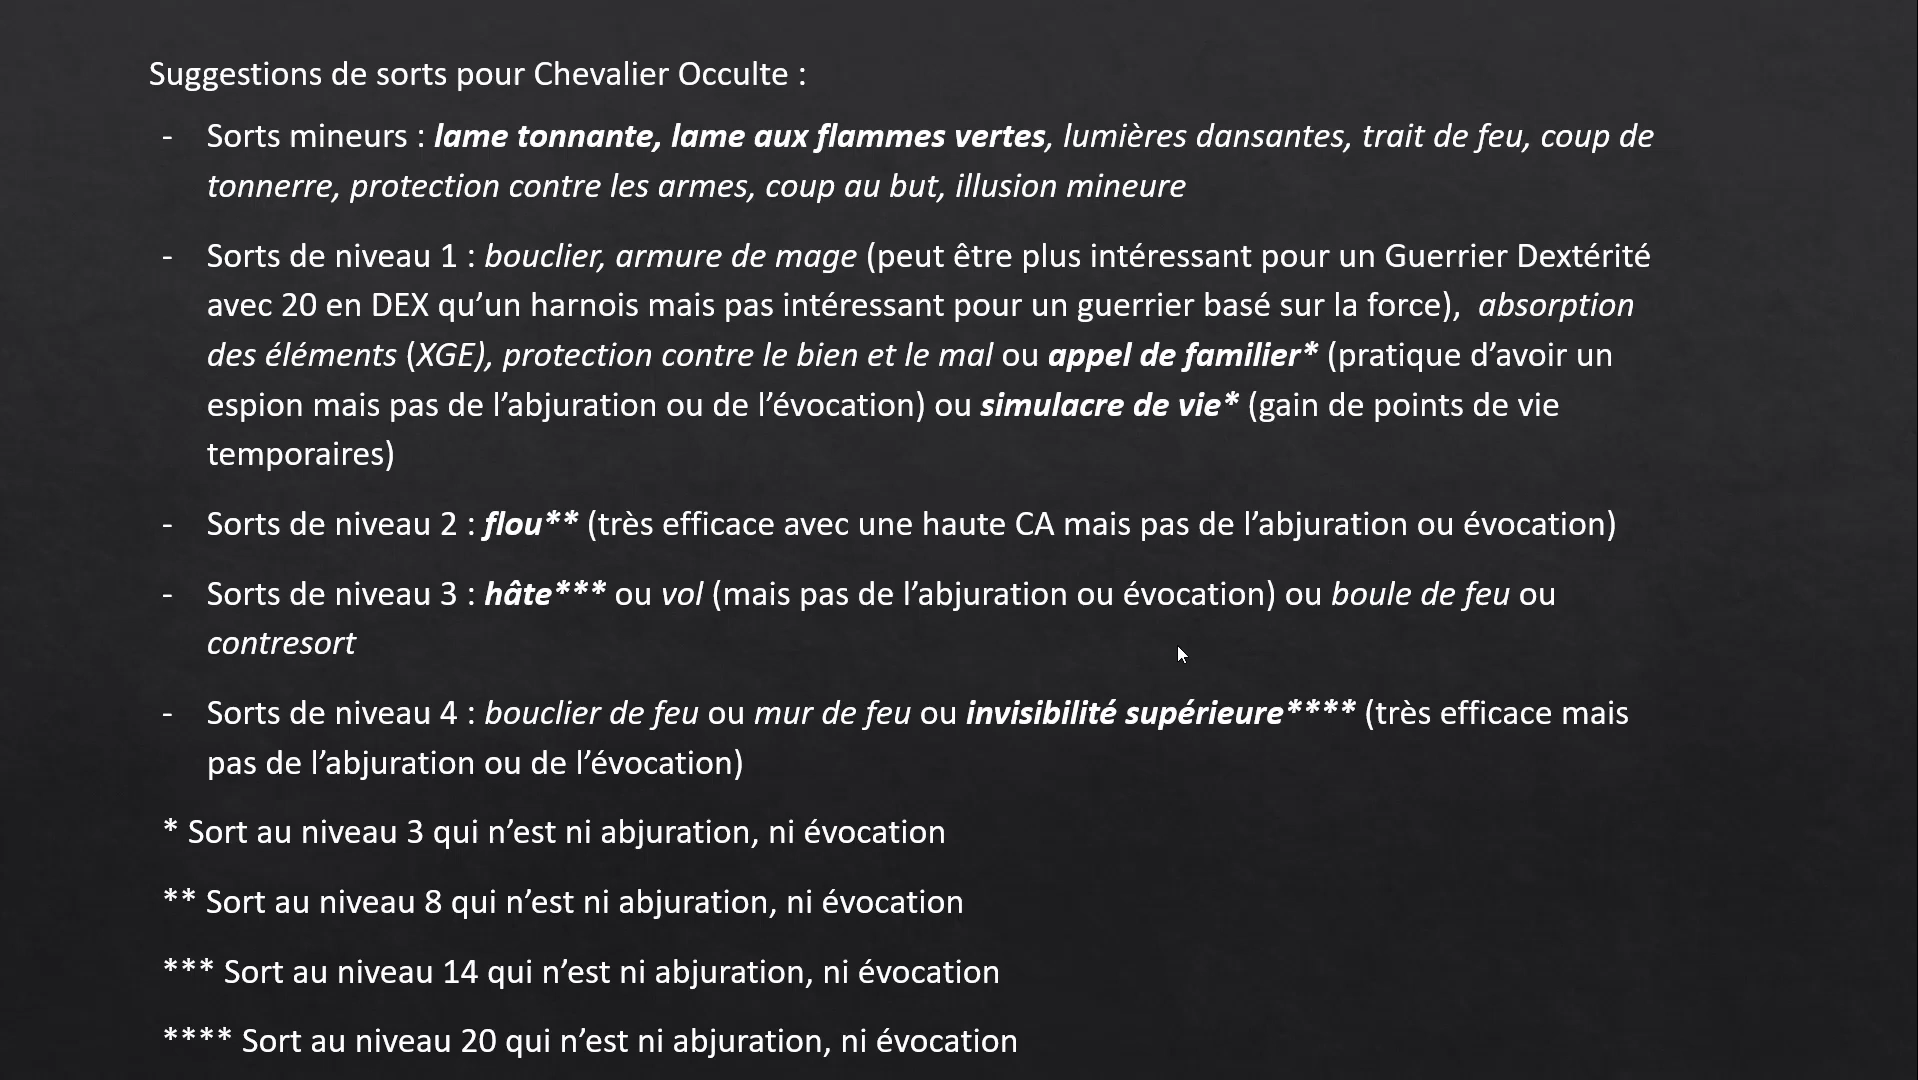 Suggestions de sorts pour Chevalier Occulte :
- Sorts mineurs : lame tonnante, lame aux flammes vertes, lumières dansantes, trait de feu, coup de
tonnerre, protection contre les armes, coup au but, illusion mineure
- Sorts de niveau 1 : bouclier, armure de mage (peut être plus intéressant pour un Guerrier Dextérité
avec 20 en DEX qu’un harnois mais pas intéressant pour un guerrier basé sur la force), absorption
des éléments (XGE), protection contre le bien et le mal ou appel de familier* (pratique d’avoir un
espion mais pas de l’abjuration ou de l’évocation) ou simulacre de vie* (gain de points de vie
temporaires)
- Sorts de niveau 2 : flou** (très efficace avec une haute CA mais pas de l’abjuration ou évocation)
- Sorts de niveau 3 : hâte*** ou vol (mais pas de l’abjuration ou évocation) ou boule de feu ou
contresort
- Sorts de niveau 4 : bouclier de feu ou mur de feu ou invisibilité supérieure**** (très efficace mais
pas de l’abjuration ou de l’évocation)
* Sort au niveau 3 qui n’est ni abjuration, ni évocation
** Sort au niveau 8 qui n’est ni abjuration, ni évocation
*** Sort au niveau 14 qui n’est ni abjuration, ni évocation
**** Sort au niveau 20 qui n’est ni abjuration, ni évocation